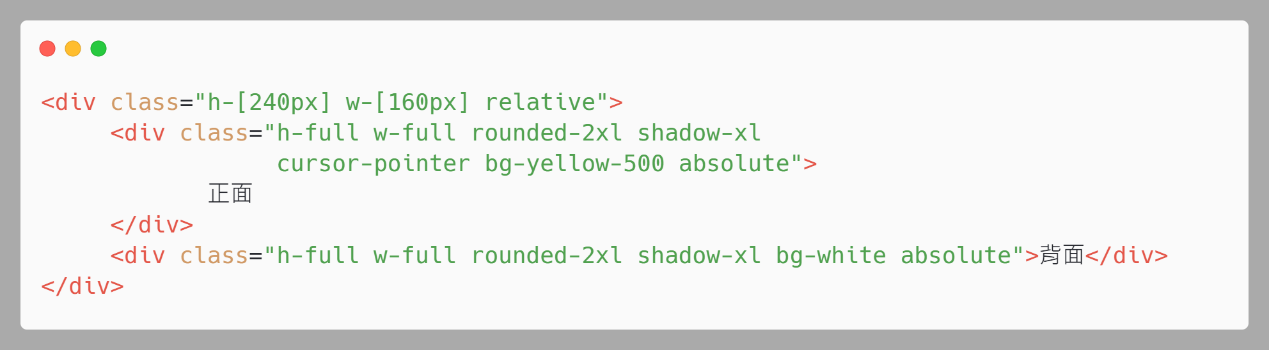 <div class="h-[240px] w-[160px] relative">
<div class="h-full w-full rounded-2xl shadow-xl
cursor-pointer bg-yellow-500 absolute">
正面
</div>
<div class="h-full w-full rounded-2xl shadow-xl bg-white absolute">背面</div>
</div>